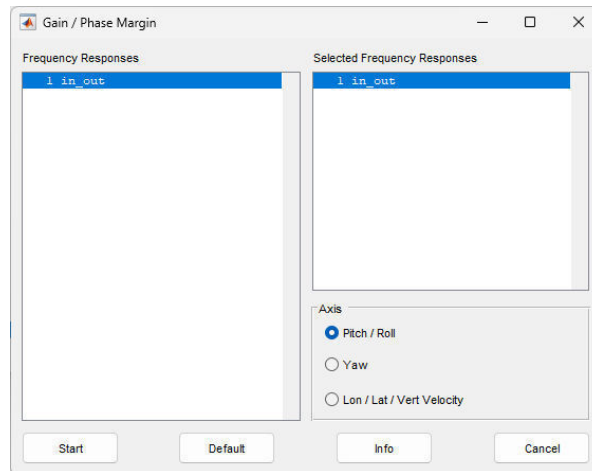 Gain / Phase Margin
Frequency Responses
1 in_out
Selected Frequency Responses
1 in_out
Axis
Pitch / Roll
Yaw
Lon / Lat / Vert Velocity
Start Default Info Cancel